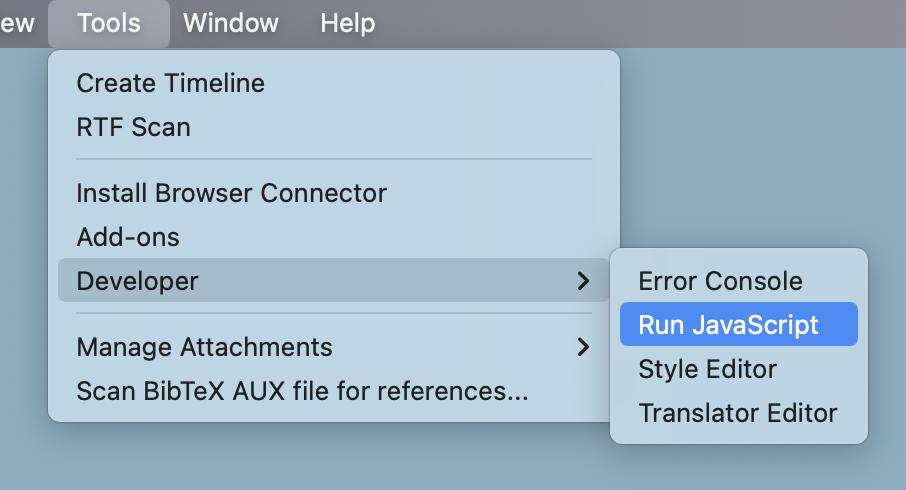 ew Tools Window Help
Create Timeline
RTF Scan
Install Browser Connector
Add-ons
Developer
Manage Attachments
Scan BibTeX AUX file for references...
Error Console
Run JavaScript
Style Editor
Translator Editor